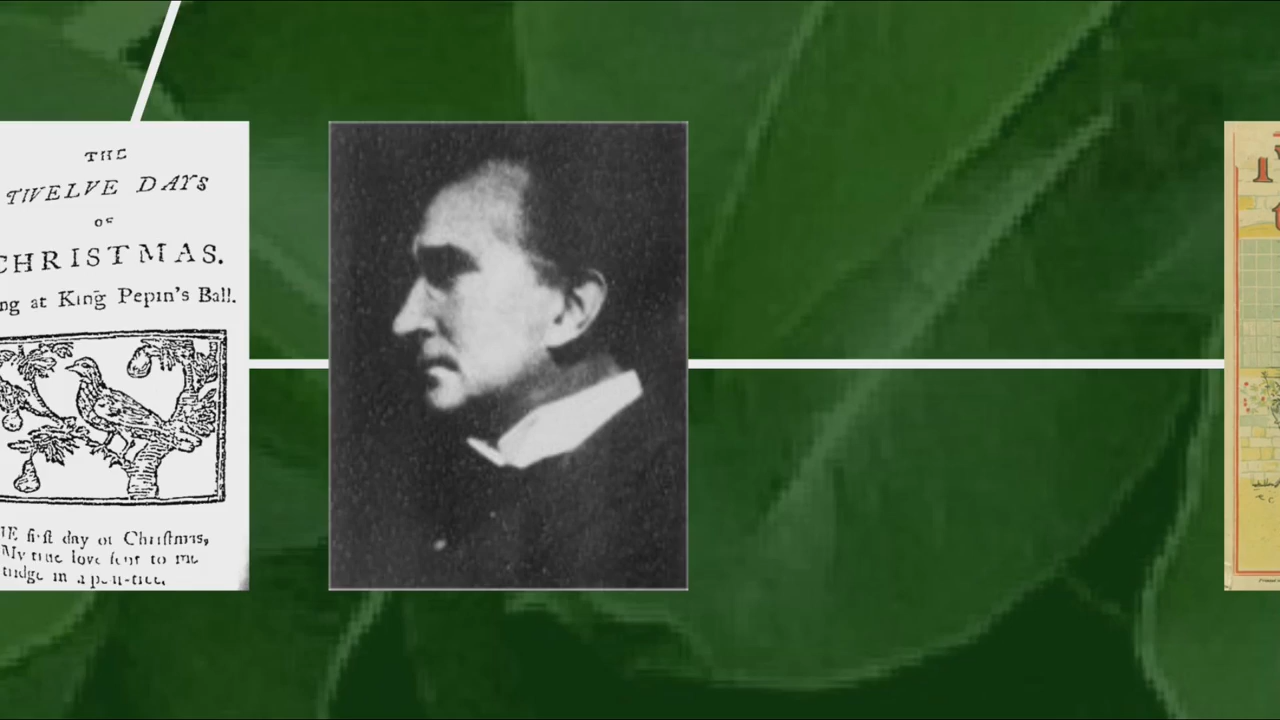 THE
TWELVE DAYS
OF
CHRISTMAS.
ng at King Pepin's Ball.
first day of Christmas,
My true love sent to me
tridge in a pear-tree.